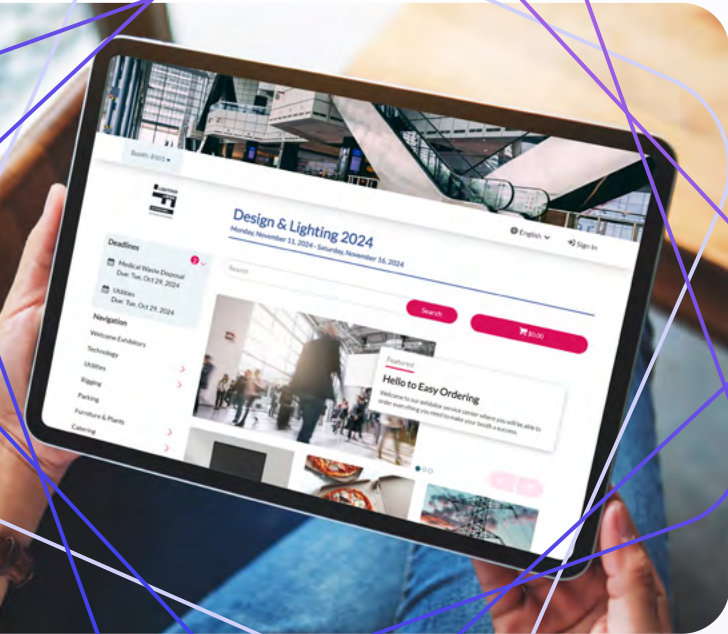 Booth #501
English
Sign In
LIGHTING
Design & Lighting 2024
Monday, November 11, 2024 - Saturday, November 16, 2024
Deadlines
2
Medical Waste Disposal
Due: Tue, Oct 29, 2024
Utilities
Due: Tue, Oct 29, 2024
Search
Search
$0.00
Navigation
Welcome Exhibitors
Technology
Utilities
Rigging
Parking
Furniture & Plants
Catering
Featured
Hello to Easy Ordering
Welcome to our exhibitor service center where you will be able to
order everything you need to make your booth a success.